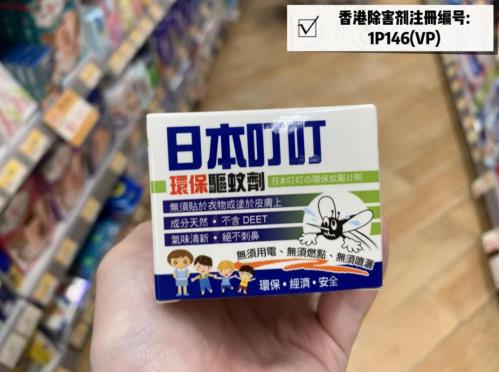 香港除害剂注冊编号:
1P146(VP)
日本叮叮
環保驅蚊劑
日本叮叮の環保蚊駆け剤
無須貼於衣物或塗於皮膚上
成分天然・不含 DEET
氣味清新・絕不刺鼻
無須用電、無須燃點、無須噴灑
環保・經濟・安全